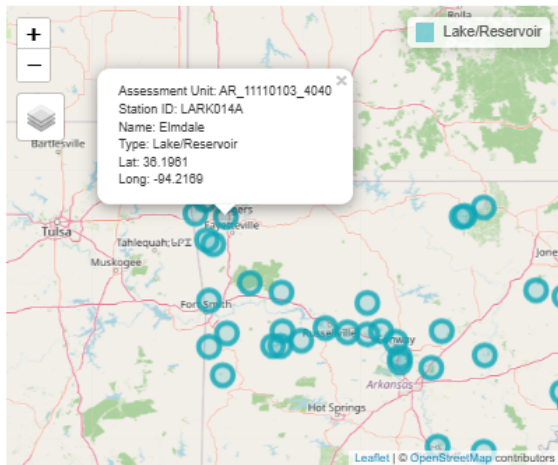 +
−
Rolla
Lake/Reservoir
×
Assessment Unit: AR_11110103_4040
Station ID: LARK014A
Name: Elmdale
Type: Lake/Reservoir
Lat: 36.1961
Long: -94.2169
Bartlesville
Tulsa
Tahlequah; ᏓᎵᏆ
Muskogee
Fort Smith
Arkansas
Hot Springs
Leaflet | © OpenStreetMap contributors